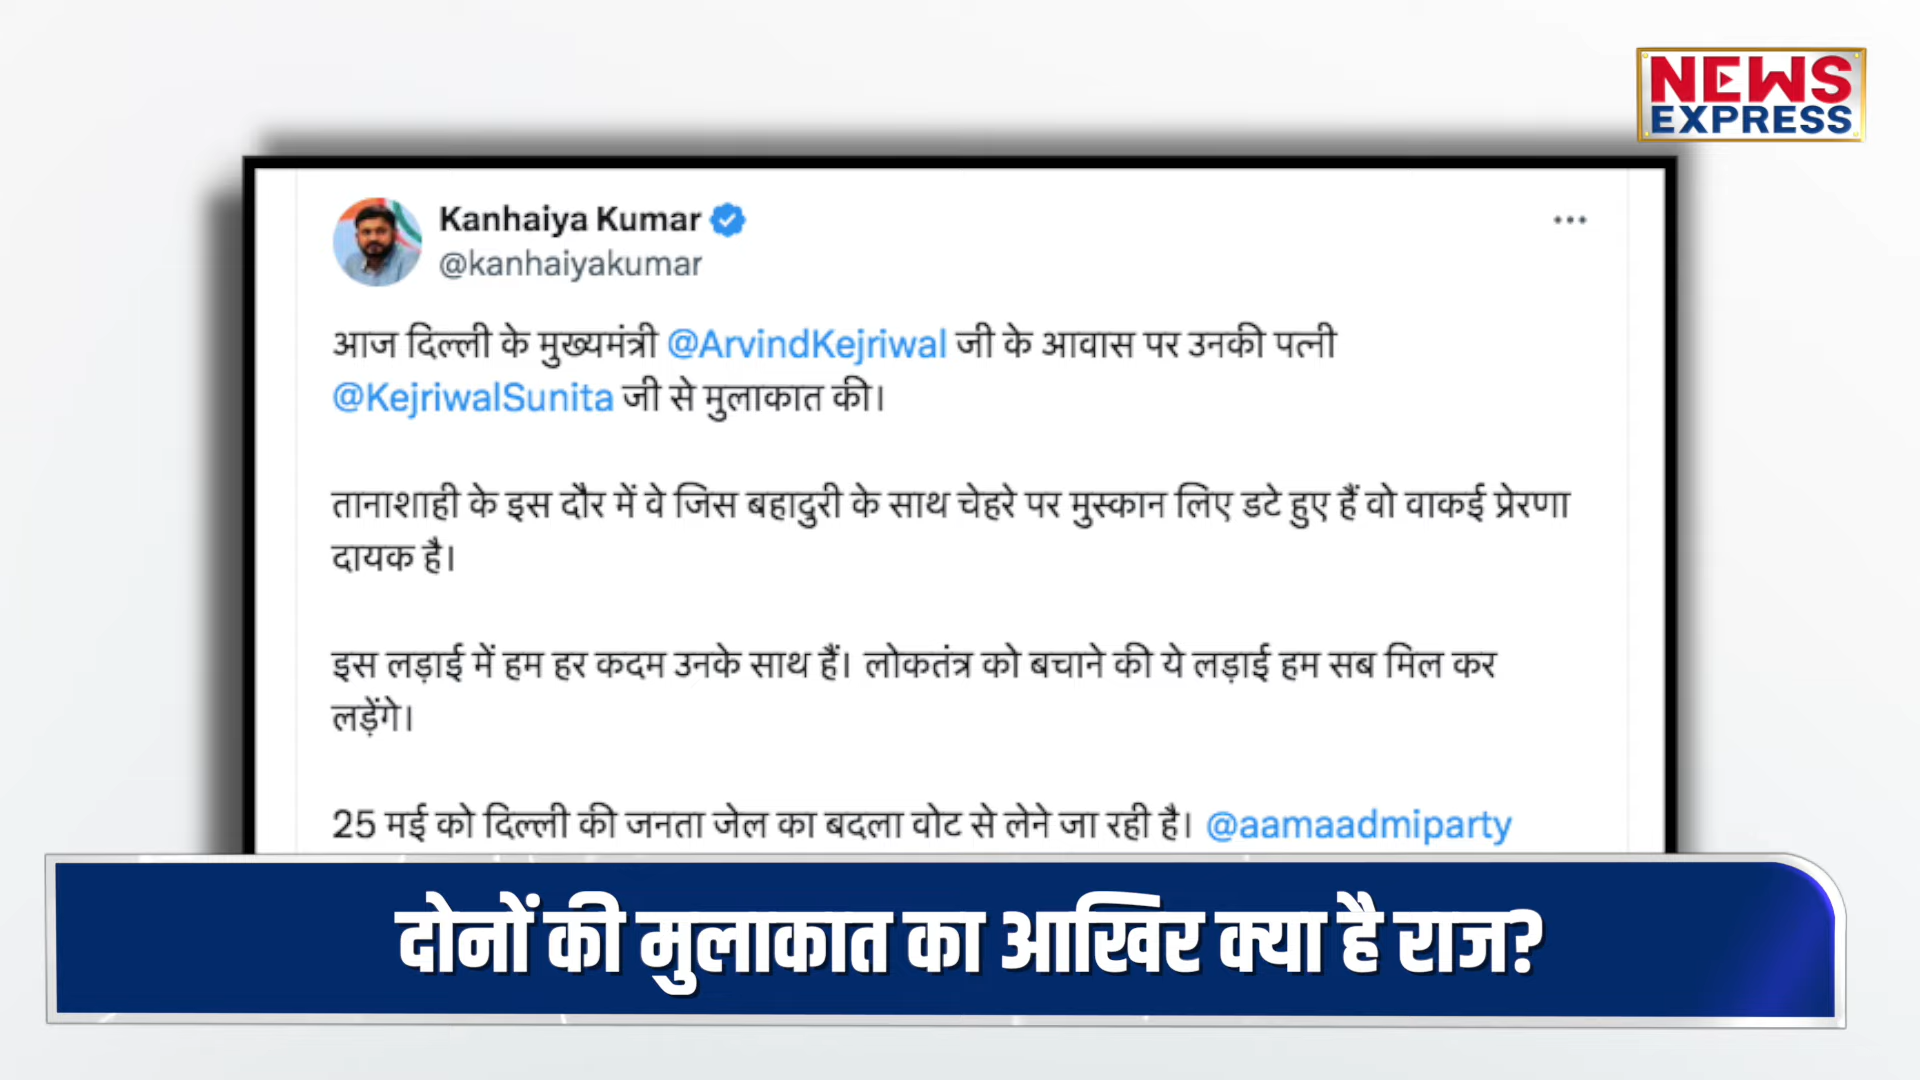 NEWS
EXPRESS
Kanhaiya Kumar
@kanhaiyakumar
आज दिल्ली के मुख्यमंत्री @ArvindKejriwal जी के आवास पर उनकी पत्नी
@KejriwalSunita जी से मुलाकात की।
तानाशाही के इस दौर में वे जिस बहादुरी के साथ चेहरे पर मुस्कान लिए डटे हुए हैं वो वाकई प्रेरणा
दायक है।
इस लड़ाई में हम हर कदम उनके साथ हैं। लोकतंत्र को बचाने की ये लड़ाई हम सब मिल कर
लड़ेंगे।
25 मई को दिल्ली की जनता जेल का बदला वोट से लेने जा रही है। @aamaadmiparty
दोनों की मुलाकात का आखिर क्या है राज?